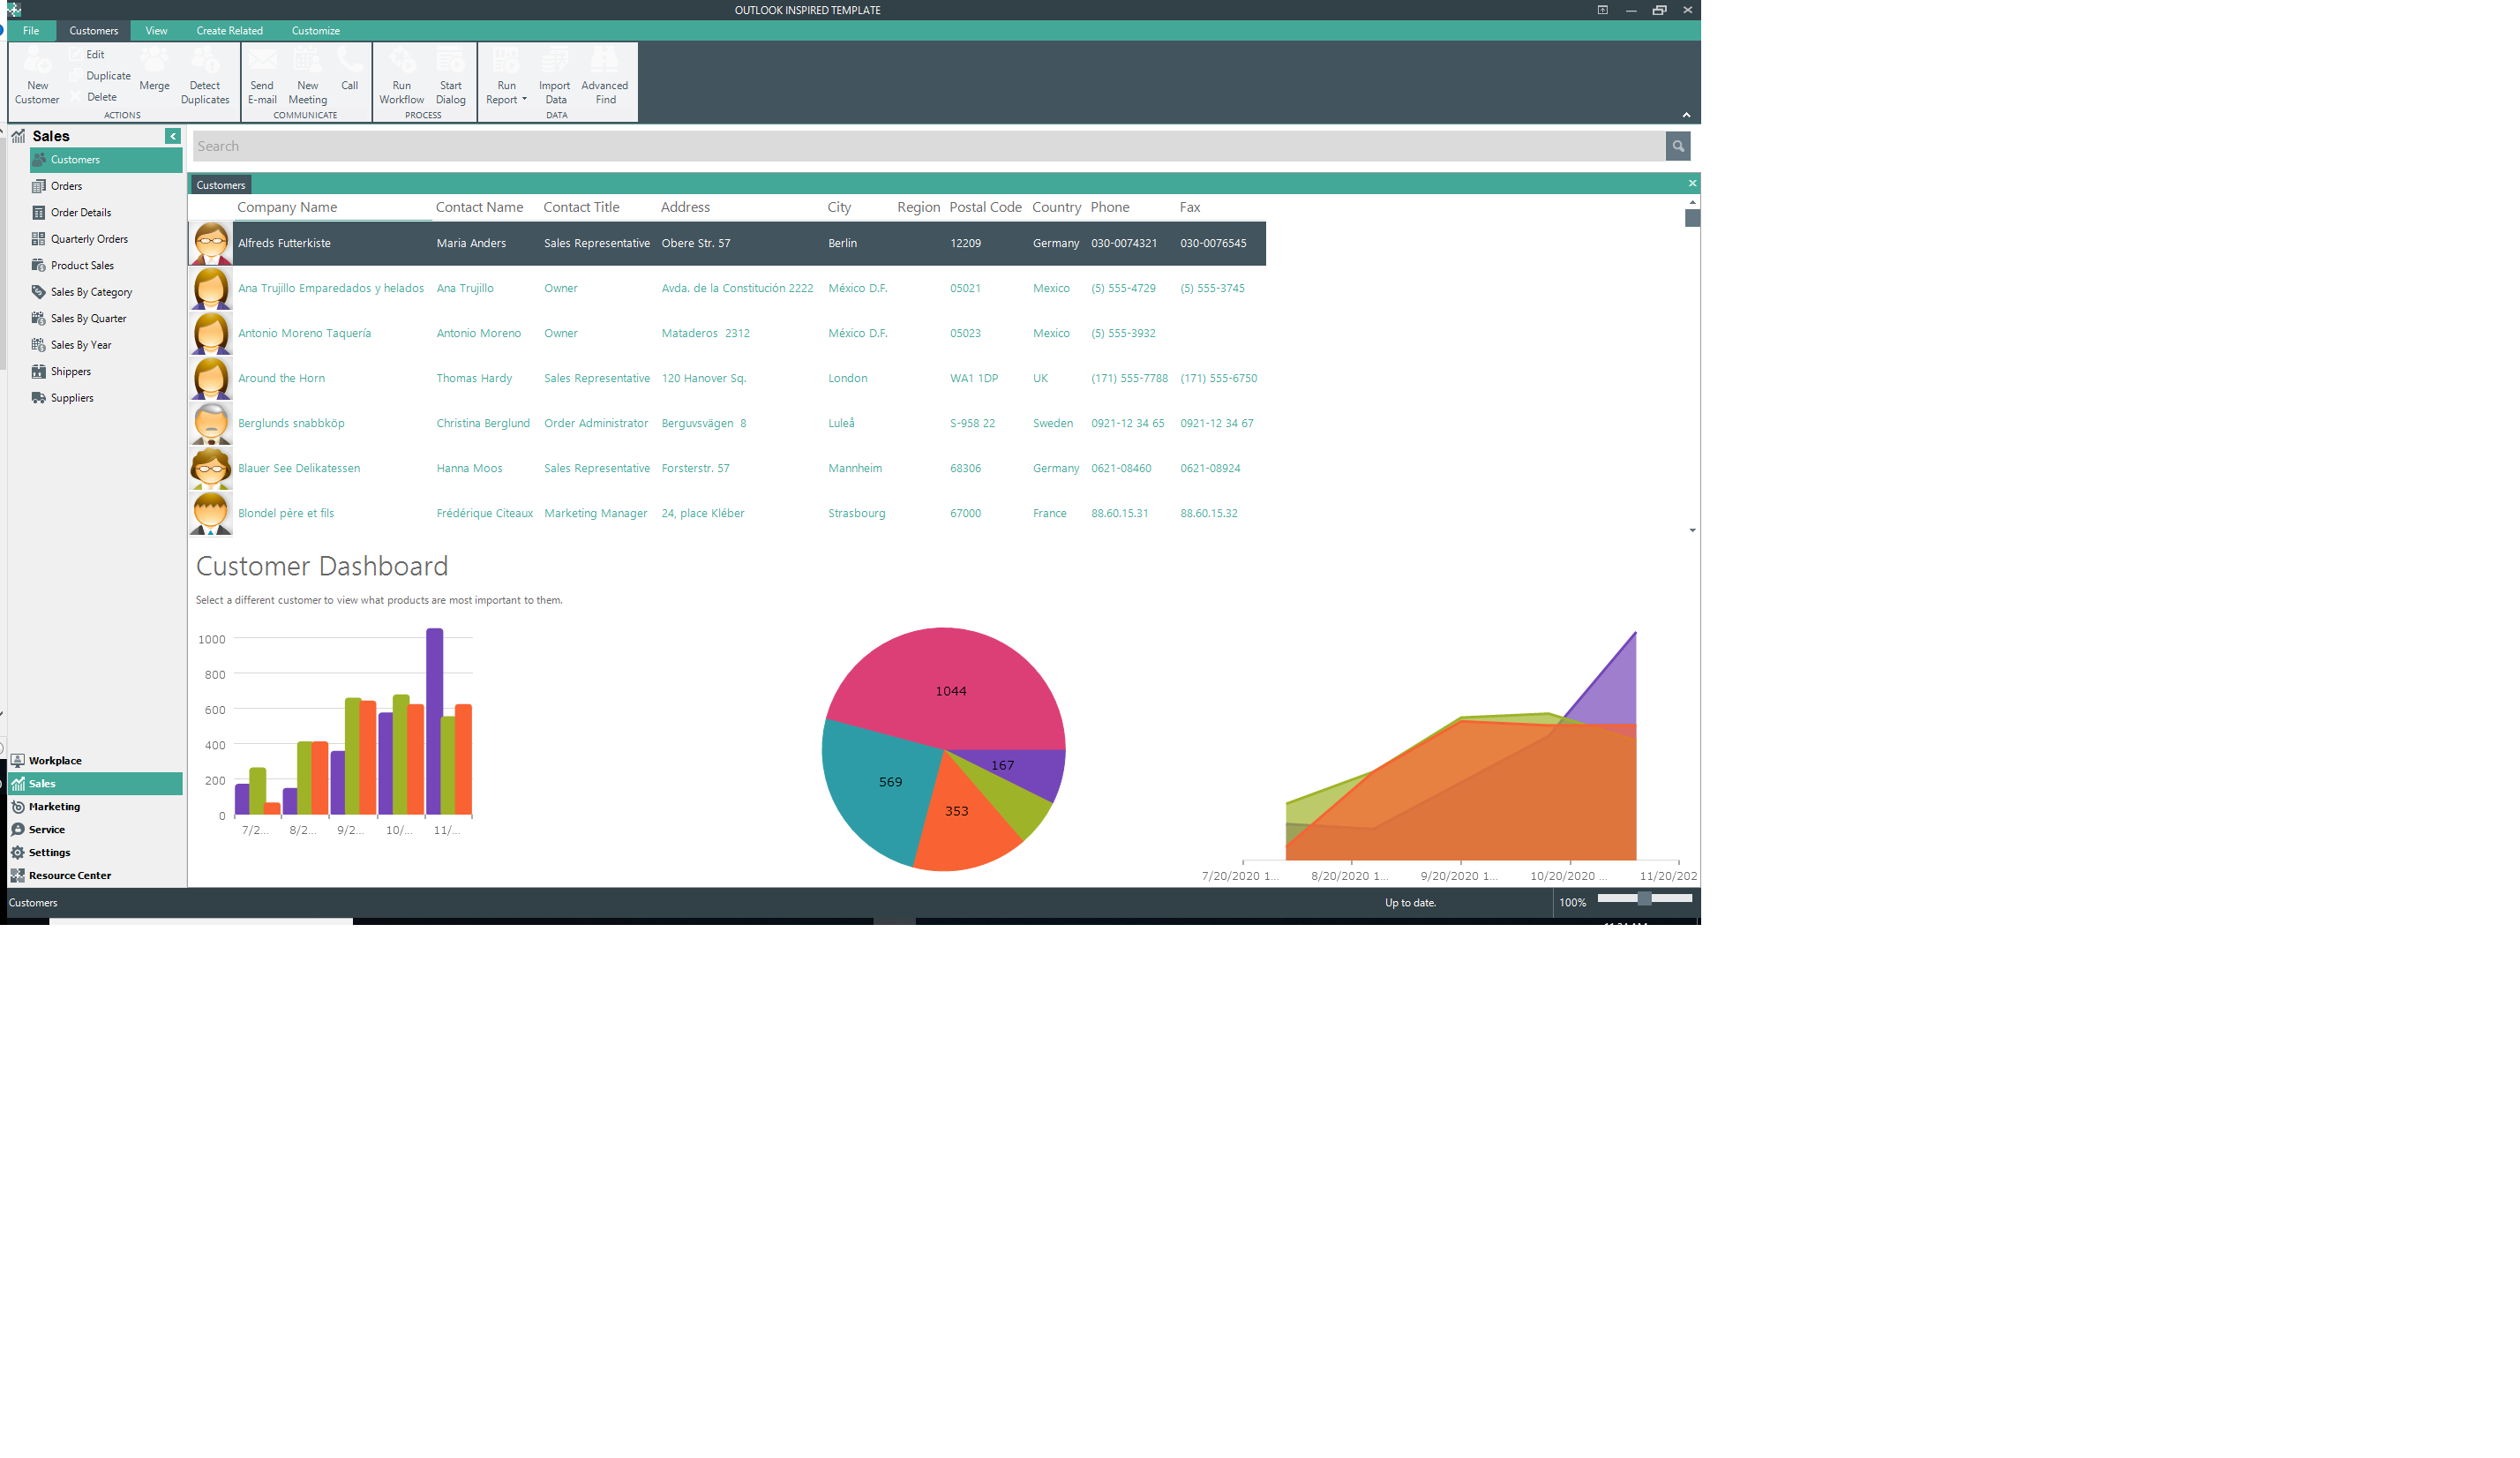 OUTLOOK INSPIRED TEMPLATE
File Customers View Create Related Customize
New Customer
Edit
Duplicate
Delete
Merge
Detect Duplicates
ACTIONS
Send E-mail
New Meeting
Call
COMMUNICATE
Run Workflow
Start Dialog
PROCESS
Run Report
Import Data
Advanced Find
DATA
Sales
Customers
Orders
Order Details
Quarterly Orders
Product Sales
Sales By Category
Sales By Quarter
Sales By Year
Shippers
Suppliers
Workplace
Sales
Marketing
Service
Settings
Resource Center
Search
Customers
Company Name Contact Name Contact Title Address City Region Postal Code Country Phone Fax
Alfreds Futterkiste Maria Anders Sales Representative Obere Str. 57 Berlin 12209 Germany 030-0074321 030-0076545
Ana Trujillo Emparedados y helados Ana Trujillo Owner Avda. de la Constitución 2222 México D.F. 05021 Mexico (5) 555-4729 (5) 555-3745
Antonio Moreno Taquería Antonio Moreno Owner Mataderos  2312 México D.F. 05023 Mexico (5) 555-3932
Around the Horn Thomas Hardy Sales Representative 120 Hanover Sq. London WA1 1DP UK (171) 555-7788 (171) 555-6750
Berglunds snabbköp Christina Berglund Order Administrator Berguvsvägen  8 Luleå S-958 22 Sweden 0921-12 34 65 0921-12 34 67
Blauer See Delikatessen Hanna Moos Sales Representative Forsterstr. 57 Mannheim 68306 Germany 0621-08460 0621-08924
Blondel père et fils Frédérique Citeaux Marketing Manager 24, place Kléber Strasbourg 67000 France 88.60.15.31 88.60.15.32
Customer Dashboard
Select a different customer to view what products are most important to them.
1000
800
600
400
200
0
7/2... 8/2... 9/2... 10/... 11/...
1044
167
569
353
7/20/2020 1... 8/20/2020 1... 9/20/2020 1... 10/20/2020 ... 11/20/202
Customers Up to date. 100%